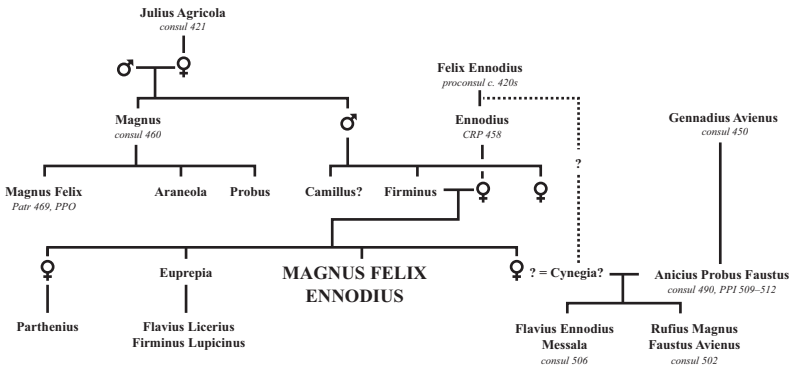 Julius Agricola
consul 421
Felix Ennodius
proconsul c. 420s
Magnus
consul 460
Ennodius
CRP 458
Gennadius Avienus
consul 450
?
Magnus Felix
Patr 469, PPO
Araneola
Probus
Camillus?
Firminus
Euprepia
MAGNUS FELIX
ENNODIUS
? = Cynegia?
Anicius Probus Faustus
consul 490, PPI 509–512
Parthenius
Flavius Licerius
Firminus Lupicinus
Flavius Ennodius
Messala
consul 506
Rufius Magnus
Faustus Avienus
consul 502